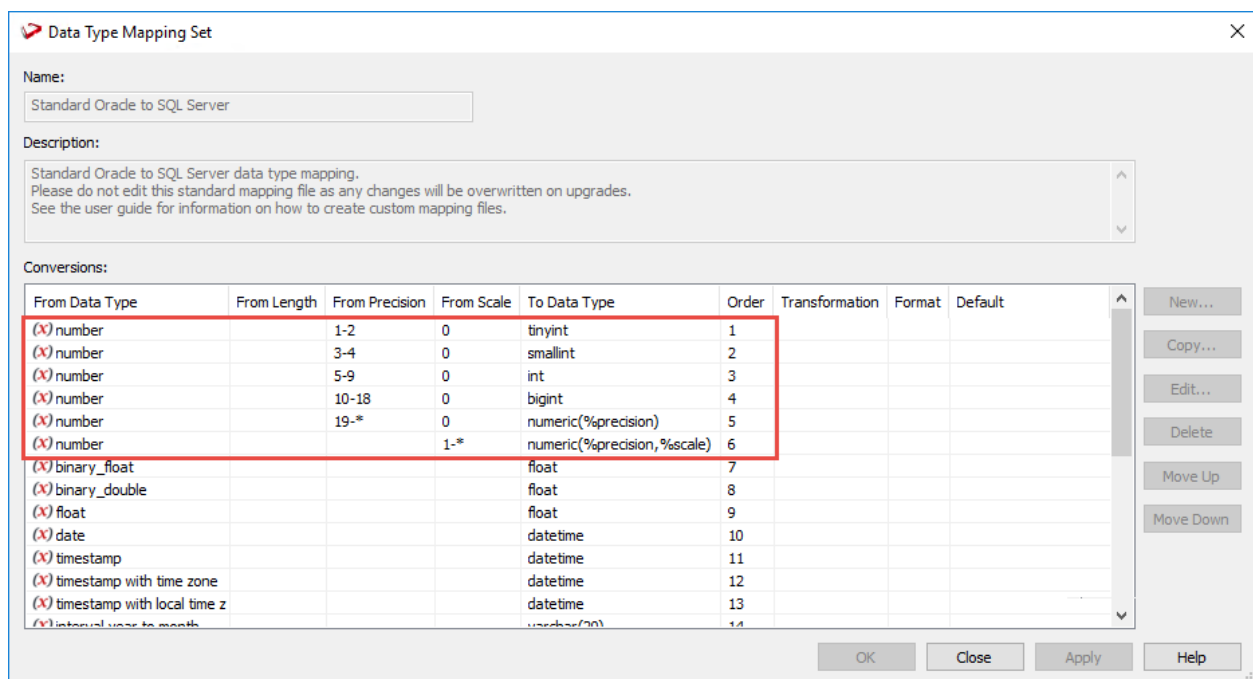 Data Type Mapping Set
Name:
Standard Oracle to SQL Server
Description:
Standard Oracle to SQL Server data type mapping.
Please do not edit this standard mapping file as any changes will be overwritten on upgrades.
See the user guide for information on how to create custom mapping files.
Conversions:
From Data Type From Length From Precision From Scale To Data Type Order Transformation Format Default
(x) number 1-2 0 tinyint 1
(x) number 3-4 0 smallint 2
(x) number 5-9 0 int 3
(x) number 10-18 0 bigint 4
(x) number 19-* 0 numeric(%precision) 5
(x) number 1-* numeric(%precision,%scale) 6
(x) binary_float float 7
(x) binary_double float 8
(x) float float 9
(x) date datetime 10
(x) timestamp datetime 11
(x) timestamp with time zone datetime 12
(x) timestamp with local time z datetime 13
(x) interval year to month varchar(20) 14
New...
Copy...
Edit...
Delete
Move Up
Move Down
OK Close Apply Help